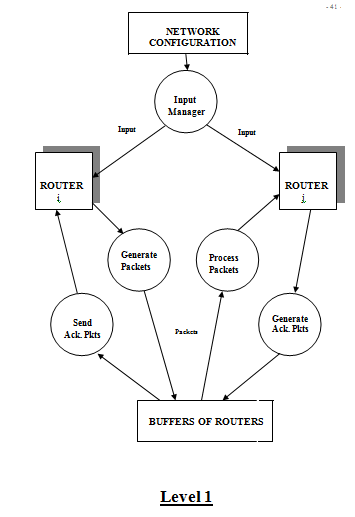 - 41 -
NETWORK
CONFIGURATION
Input
Manager
Input
Input
ROUTER
i,
ROUTER
j,
Generate
Packets
Process
Packets
Send
Ack. Pkts
Packets
Generate
Ack. Pkts
BUFFERS OF ROUTERS
Level 1